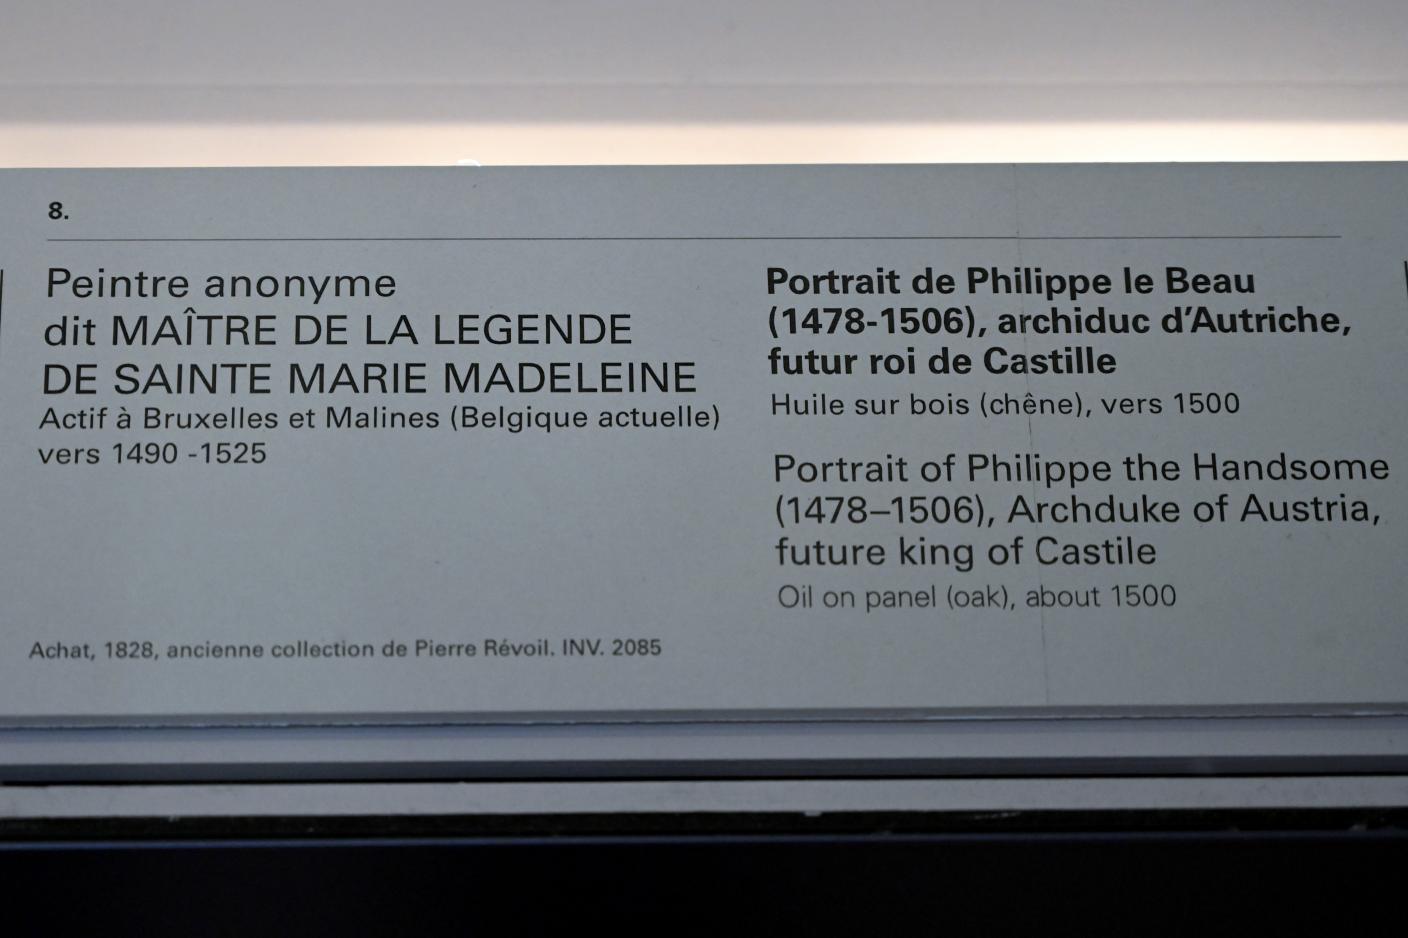 8.
Peintre anonyme
dit MAÎTRE DE LA LEGENDE
DE SAINTE MARIE MADELEINE
Actif à Bruxelles et Malines (Belgique actuelle)
vers 1490 -1525
Achat, 1828, ancienne collection de Pierre Révoil. INV. 2085
Portrait de Philippe le Beau
(1478-1506), archiduc d’Autriche,
futur roi de Castille
Huile sur bois (chêne), vers 1500
Portrait of Philippe the Handsome
(1478–1506), Archduke of Austria,
future king of Castile
Oil on panel (oak), about 1500